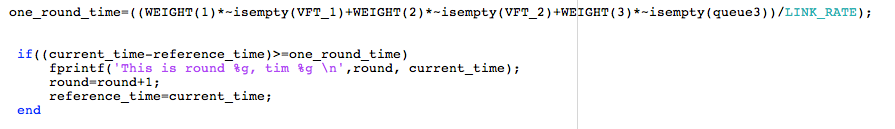 one_round_time=((WEIGHT(1)*~isempty(VFT_1)+WEIGHT(2)*~isempty(VFT_2)+WEIGHT(3)*~isempty(queue3))/LINK_RATE);
if((current_time-reference_time)>=one_round_time)
fprintf('This is round %g, tim %g \n',round, current_time);
round=round+1;
reference_time=current_time;
end